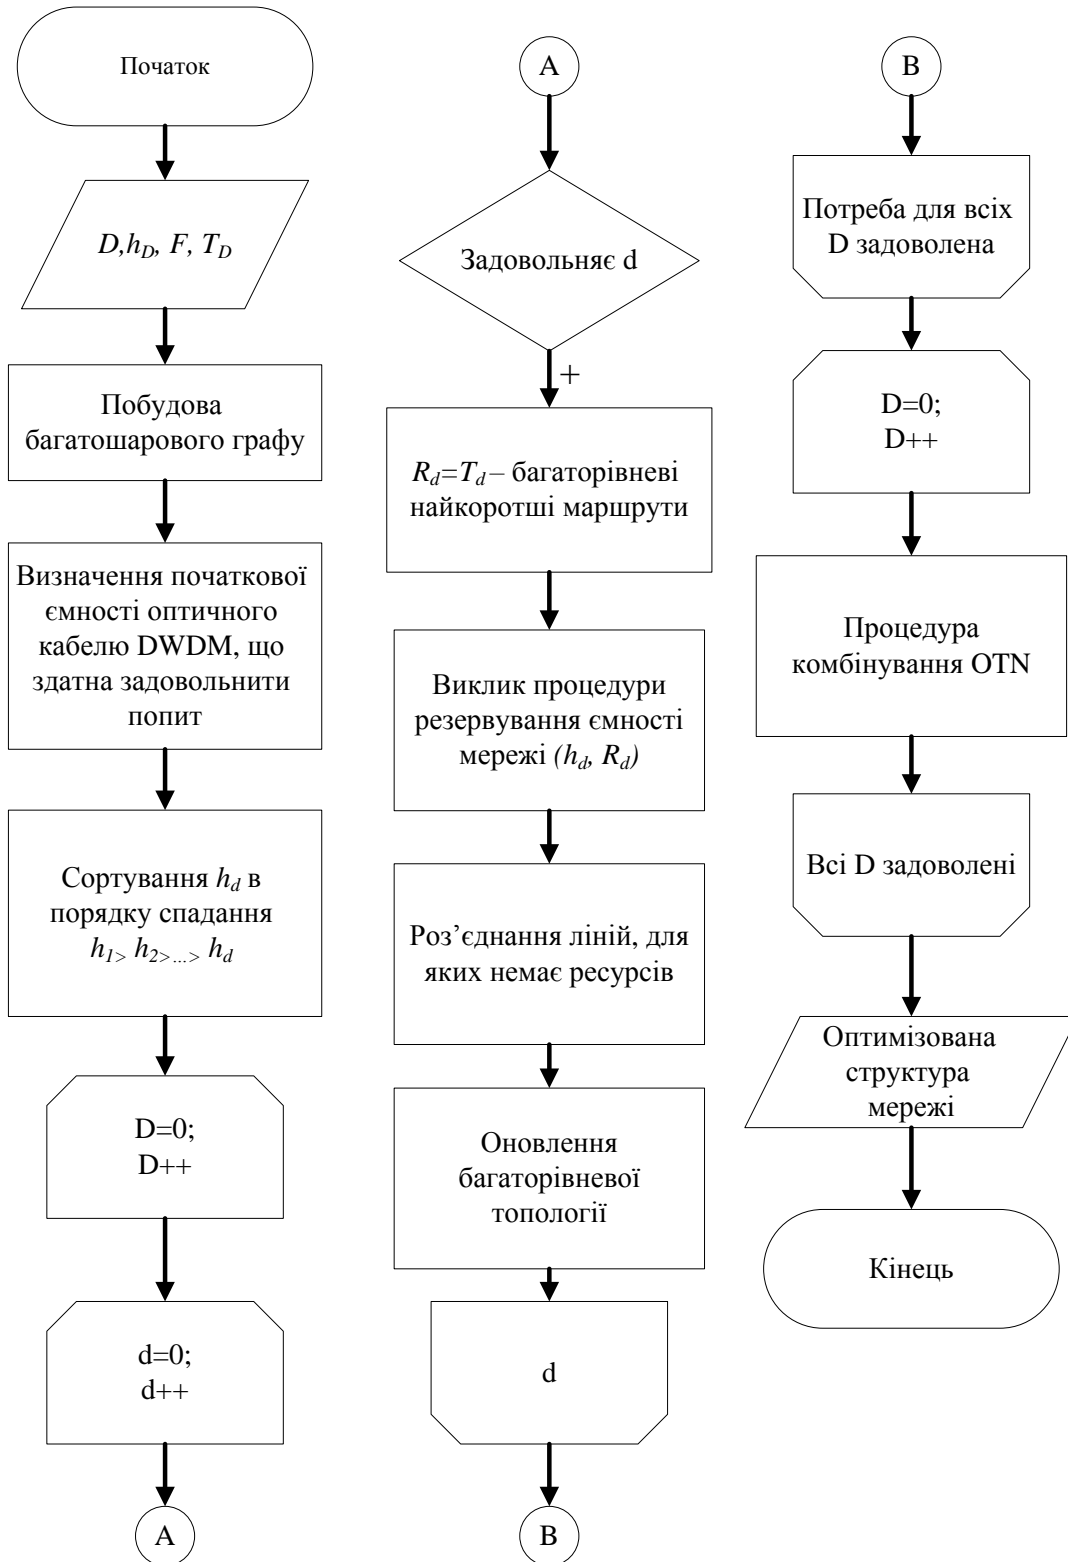 Початок
D,h_D, F, T_D
Побудова
багатошарового графу
Визначення початкової
ємності оптичного
кабелю DWDM, що
здатна задовольнити
попит
Сортування h_d в
порядку спадання
h_1> h_2>...> h_d
D=0;
D++
d=0;
d++
A
A
Задовольняє d
+
R_d=T_d – багаторівневі
найкоротші маршрути
Виклик процедури
резервування ємності
мережі (h_d, R_d)
Роз’єднання ліній, для
яких немає ресурсів
Оновлення
багаторівневої
топології
d
B
B
Потреба для всіх
D задоволена
D=0;
D++
Процедура
комбінування OTN
Всі D задоволені
Оптимізована
структура
мережі
Кінець